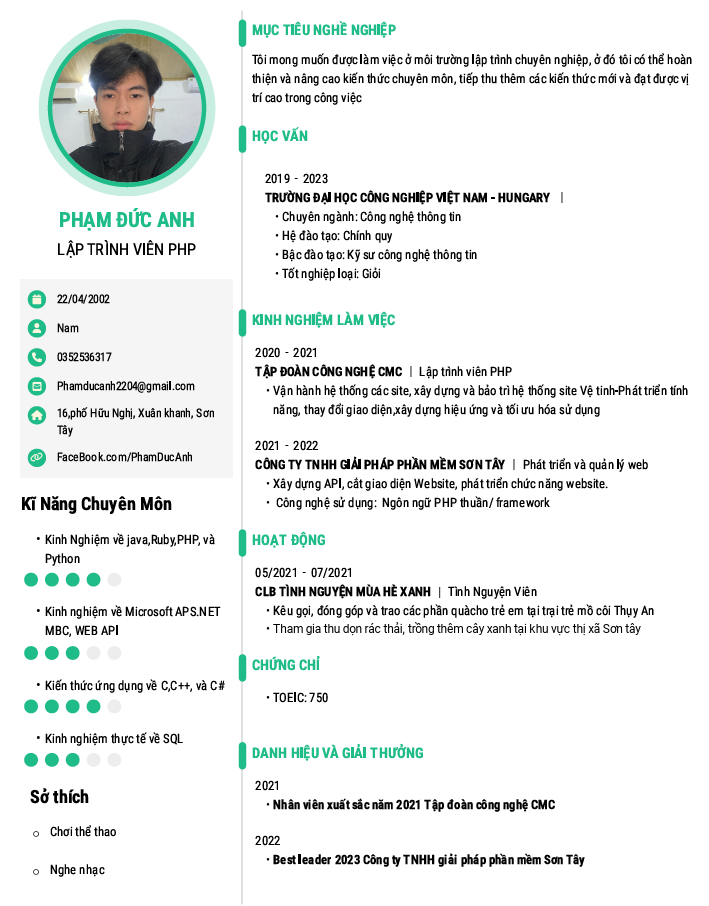 PHẠM ĐỨC ANH
LẬP TRÌNH VIÊN PHP
22/04/2002
Nam
0352536317
Phamducanh2204@gmail.com
16,phố Hữu Nghị, Xuân khanh, Sơn
Tây
FaceBook.com/PhamDucAnh
Kĩ Năng Chuyên Môn
• Kinh Nghiệm về java,Ruby,PHP, và
Python
• Kinh nghiệm về Microsoft APS.NET
MBC, WEB API
• Kiến thức ứng dụng về C,C++, và C#
• Kinh nghiệm thực tế về SQL
Sở thích
○ Chơi thể thao
○ Nghe nhạc
MỤC TIÊU NGHỀ NGHIỆP
Tôi mong muốn được làm việc ở môi trường lập trình chuyên nghiệp, ở đó tôi có thể hoàn
thiện và nâng cao kiến thức chuyên môn, tiếp thu thêm các kiến thức mới và đạt được vị
trí cao trong công việc
HỌC VẤN
2019 - 2023
TRƯỜNG ĐẠI HỌC CÔNG NGHIỆP VIỆT NAM - HUNGARY |
• Chuyên ngành: Công nghệ thông tin
• Hệ đào tạo: Chính quy
• Bậc đào tạo: Kỹ sư công nghệ thông tin
• Tốt nghiệp loại: Giỏi
KINH NGHIỆM LÀM VIỆC
2020 - 2021
TẬP ĐOÀN CÔNG NGHỆ CMC | Lập trình viên PHP
• Vận hành hệ thống các site, xây dựng và bảo trì hệ thống site Vệ tinh-Phát triển tính
năng, thay đổi giao diện,xây dựng hiệu ứng và tối ưu hóa sử dụng
2021 - 2022
CÔNG TY TNHH GIẢI PHÁP PHẦN MỀM SƠN TÂY | Phát triển và quản lý web
• Xây dựng API, cắt giao diện Website, phát triển chức năng website.
• Công nghệ sử dụng: Ngôn ngữ PHP thuần/ framework
HOẠT ĐỘNG
05/2021 - 07/2021
CLB TÌNH NGUYỆN MÙA HÈ XANH | Tình Nguyện Viên
• Kêu gọi, đóng góp và trao các phần quàcho trẻ em tại trại trẻ mồ côi Thụy An
• Tham gia thu dọn rác thải, trồng thêm cây xanh tại khu vực thị xã Sơn tây
CHỨNG CHỈ
• TOEIC: 750
DANH HIỆU VÀ GIẢI THƯỞNG
2021
• Nhân viên xuất sắc năm 2021 Tập đoàn công nghệ CMC
2022
• Best leader 2023 Công ty TNHH giải pháp phần mềm Sơn Tây